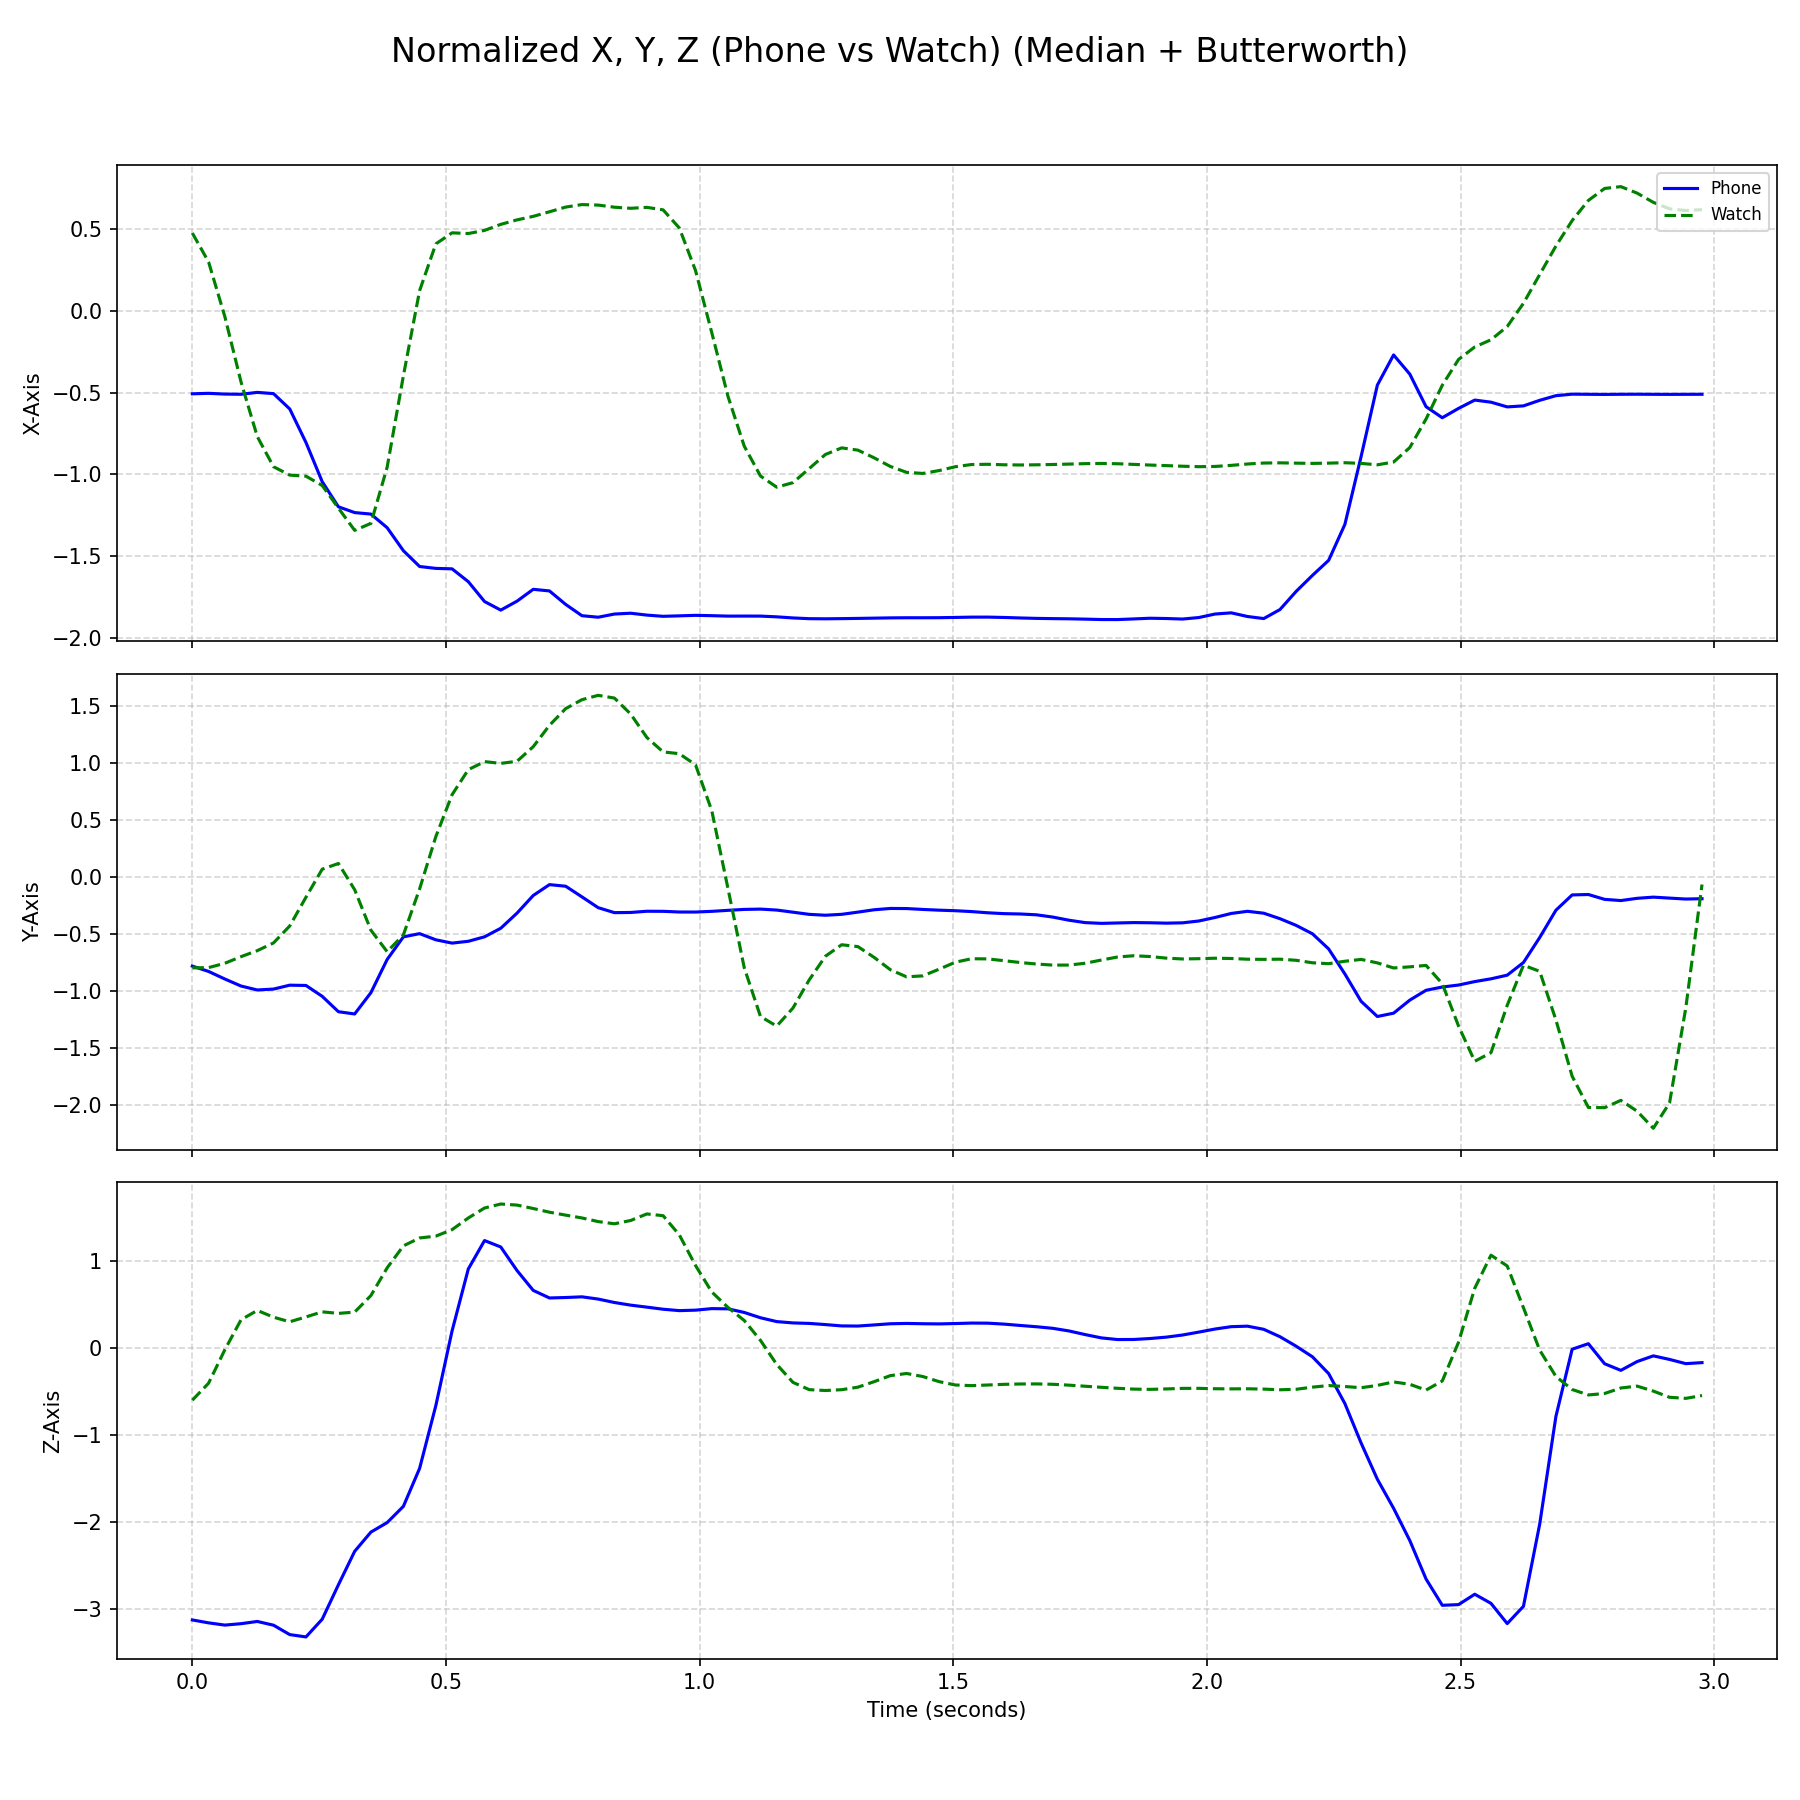 Normalized X, Y, Z (Phone vs Watch) (Median + Butterworth)
Phone
Watch
X-Axis
0.5
0.0
−0.5
−1.0
−1.5
−2.0
Y-Axis
1.5
1.0
0.5
0.0
−0.5
−1.0
−1.5
−2.0
Z-Axis
1
0
−1
−2
−3
0.0 0.5 1.0 1.5 2.0 2.5 3.0
Time (seconds)